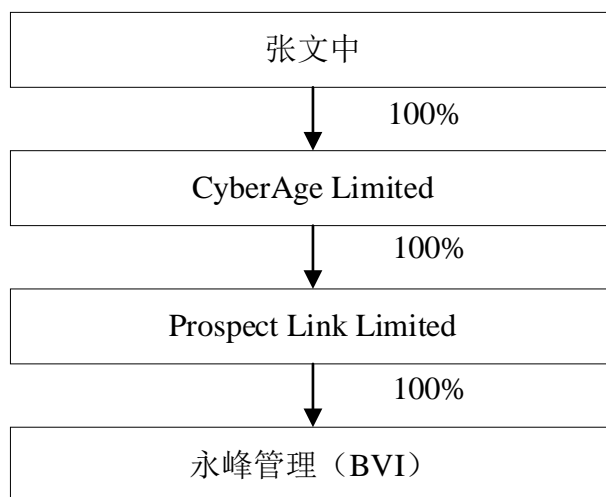 张文中
100%
CyberAge Limited
100%
Prospect Link Limited
100%
永峰管理（BVI）